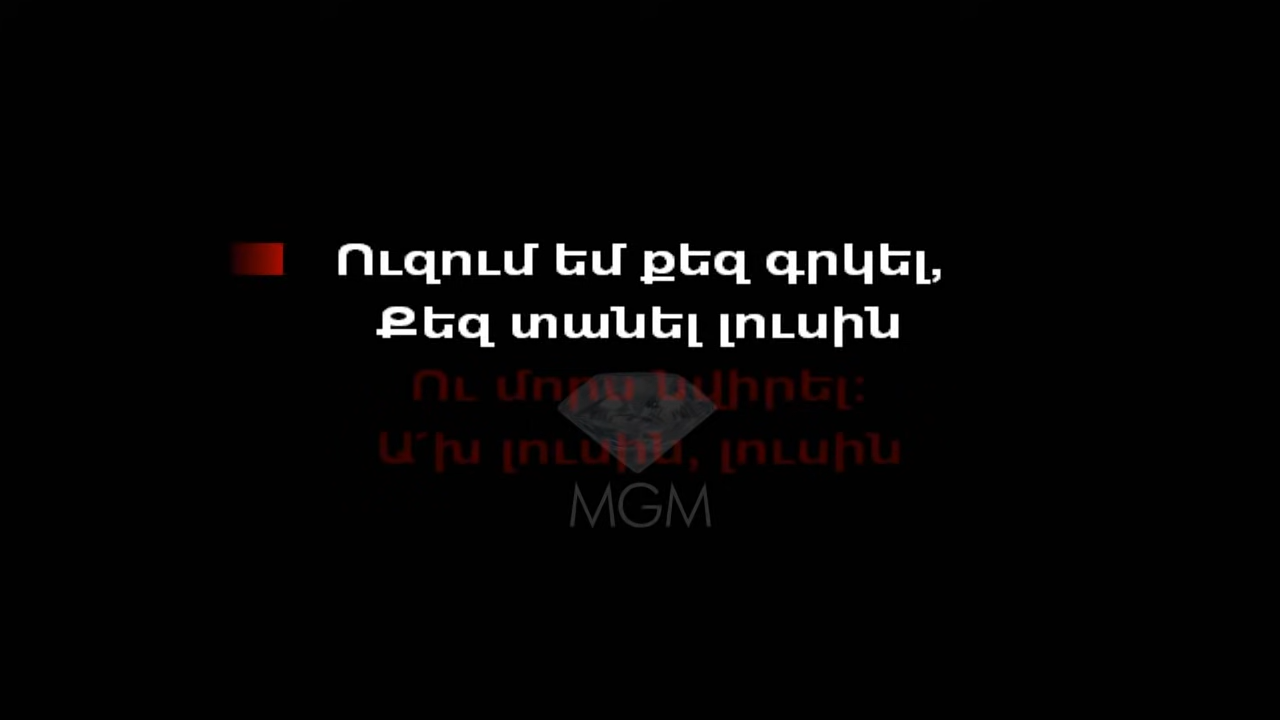 Ուզում եմ քեզ գրկել,
Քեզ տանել լուսին
Ու մորս նվիրել:
Ա՜խ լուսին, լուսին
MGM